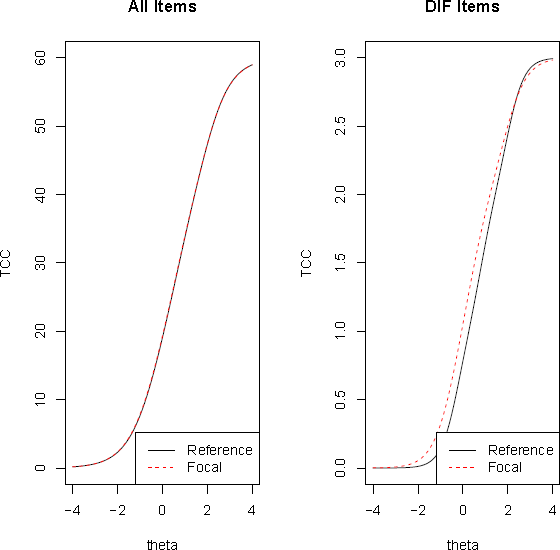 All Items
TCC
60
50
40
30
20
10
0
Reference
Focal
−4
−2
0
2
4
theta
DIF Items
TCC
3.0
2.5
2.0
1.5
1.0
0.5
0.0
Reference
Focal
−4
−2
0
2
4
theta